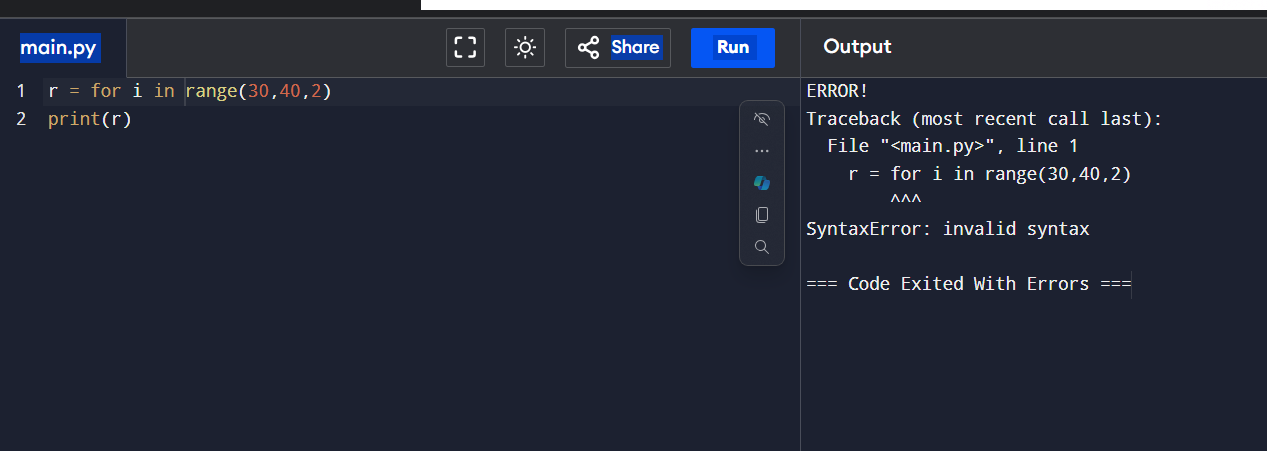 main.py
Share
Run
Output
1 r = for i in range(30,40,2)
2 print(r)
ERROR!
Traceback (most recent call last):
  File "<main.py>", line 1
    r = for i in range(30,40,2)
        ^^^
SyntaxError: invalid syntax

=== Code Exited With Errors ===